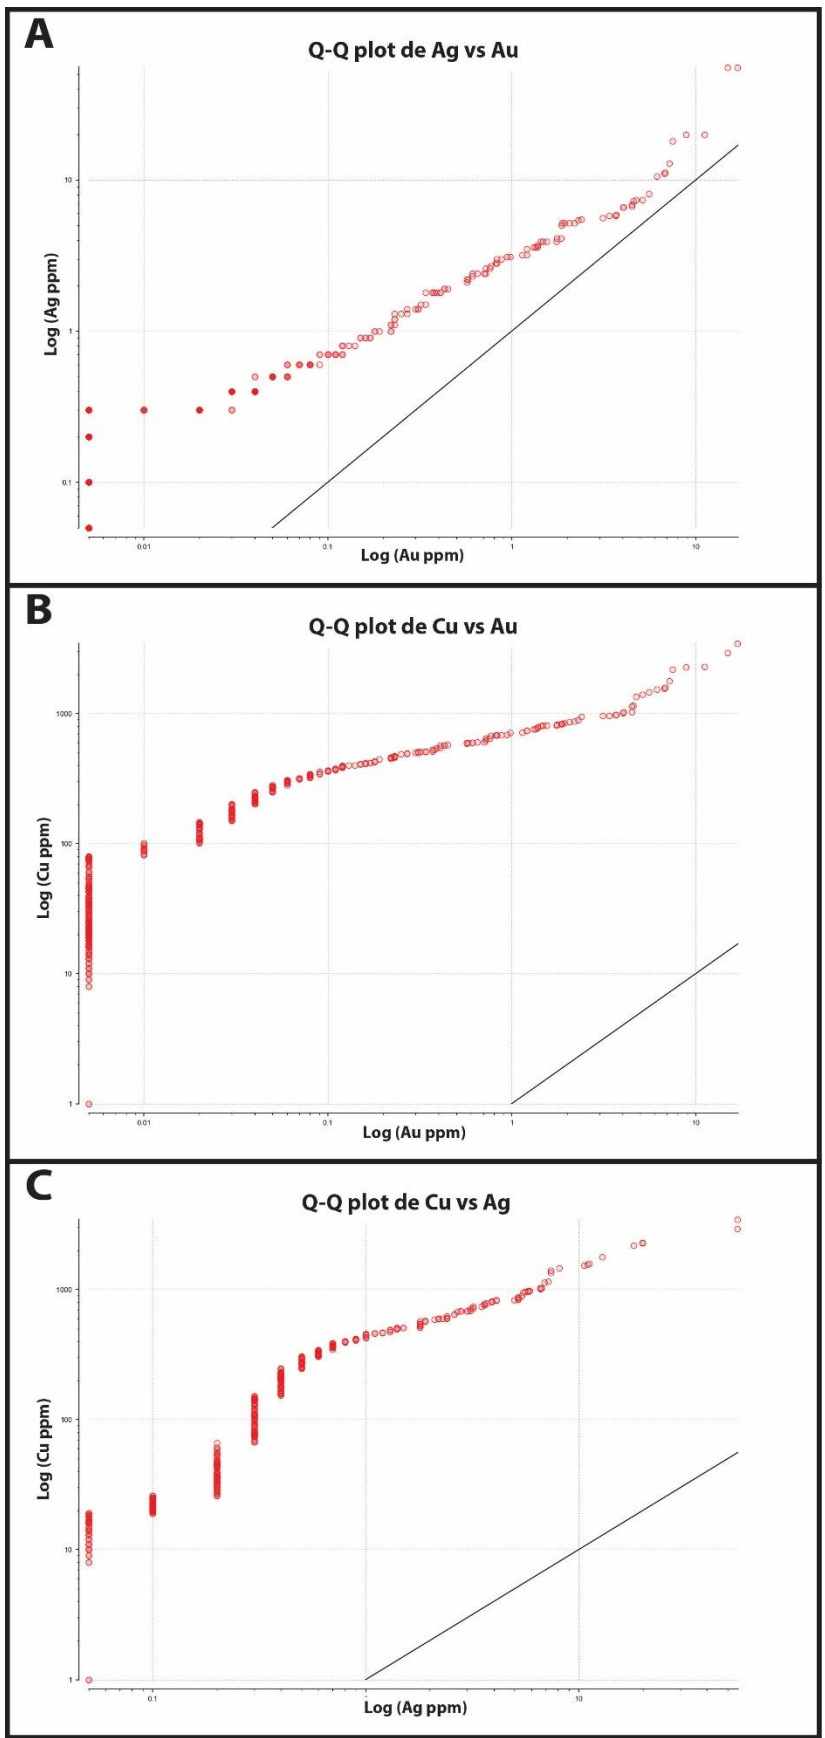 A
Q-Q plot de Ag vs Au
10
1
0.1
Log (Ag ppm)
0.01 0.1 1 10
Log (Au ppm)
B
Q-Q plot de Cu vs Au
1000
100
10
1
Log (Cu ppm)
0.01 0.1 1 10
Log (Au ppm)
C
Q-Q plot de Cu vs Ag
1000
100
10
1
Log (Cu ppm)
0.1 1 10
Log (Ag ppm)